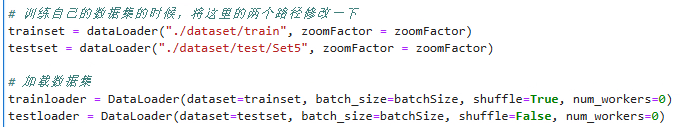 # 训练自己的数据集的时候，将这里的两个路径修改一下
trainset = dataLoader("./dataset/train", zoomFactor = zoomFactor)
testset = dataLoader("./dataset/test/Set5", zoomFactor = zoomFactor)
# 加载数据集
trainloader = DataLoader(dataset=trainset, batch_size=batchSize, shuffle=True, num_workers=0)
testloader = DataLoader(dataset=testset, batch_size=batchSize, shuffle=False, num_workers=0)